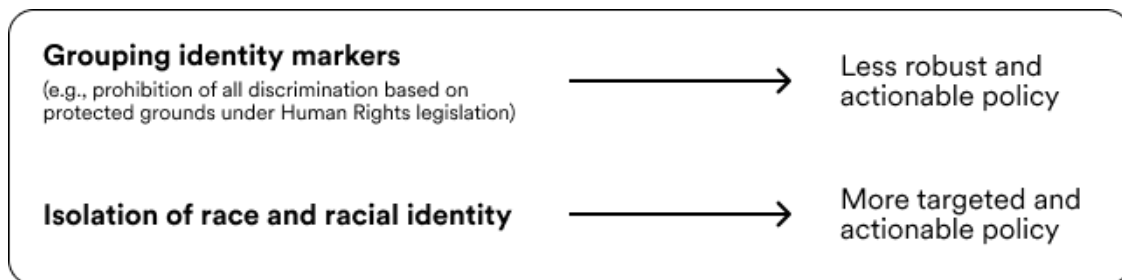 Grouping identity markers
(e.g., prohibition of all discrimination based on
protected grounds under Human Rights legislation)
Less robust and
actionable policy
Isolation of race and racial identity
More targeted and
actionable policy